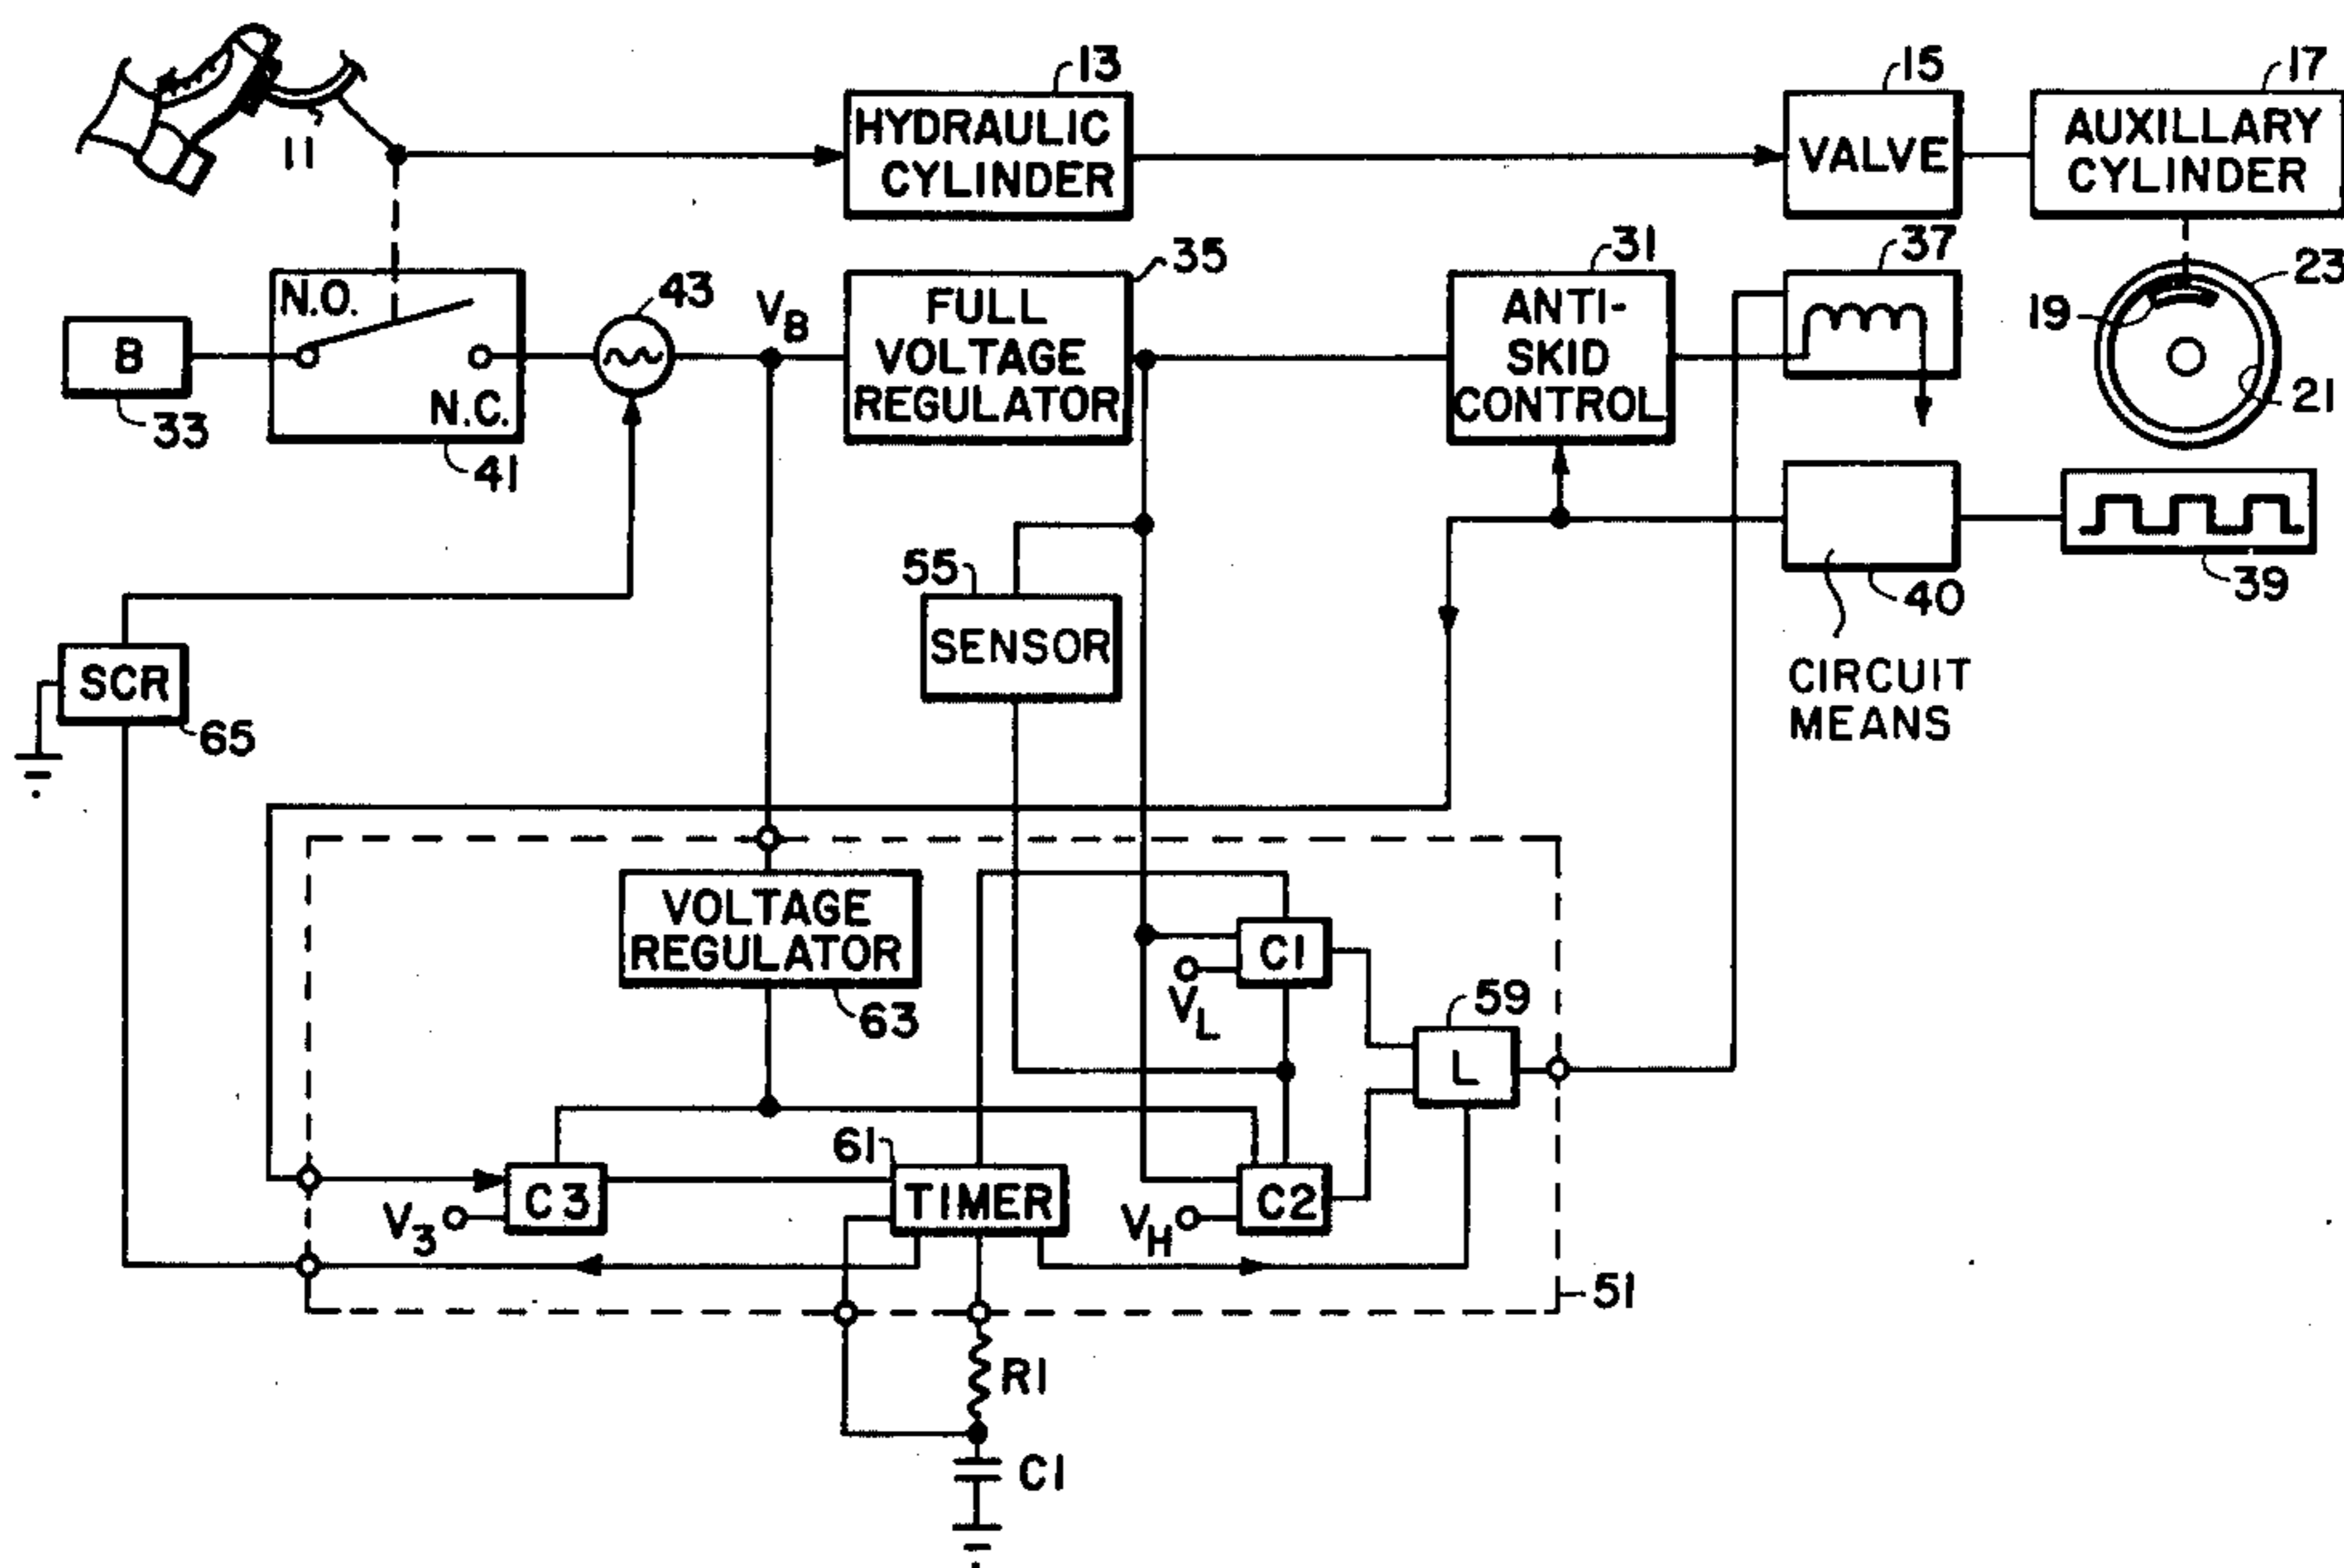 11
13
HYDRAULIC
CYLINDER
15
VALVE
17
AUXILLARY
CYLINDER
B
33
N.O.
N.C.
41
43
VB
35
FULL
VOLTAGE
REGULATOR
31
ANTI-
SKID
CONTROL
37
19
23
21
40
CIRCUIT
MEANS
39
55
SENSOR
SCR
65
VOLTAGE
REGULATOR
63
C1
VL
59
L
61
TIMER
C3
V3
C2
VH
51
R1
C1